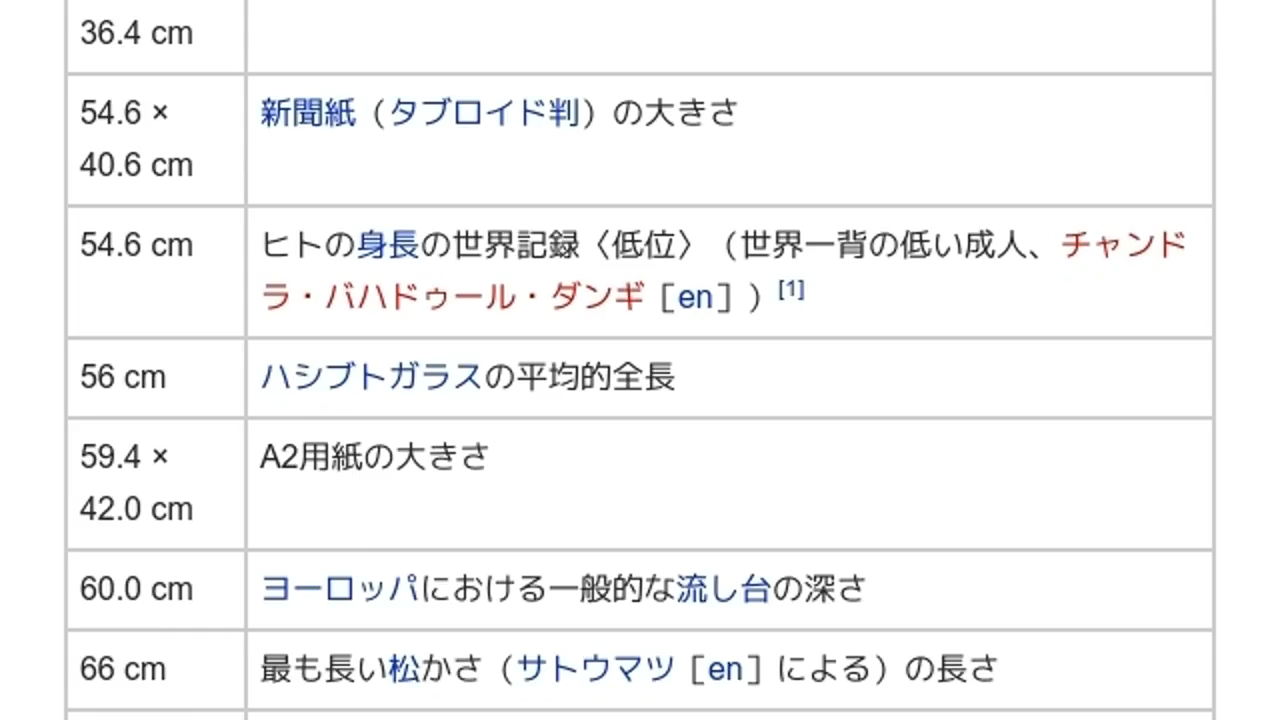 36.4 cm
54.6 ×
40.6 cm
新聞紙（タブロイド判）の大きさ
54.6 cm
ヒトの身長の世界記録〈低位〉（世界一背の低い成人、チャンド
ラ・バハドゥール・ダンギ［en］）[1]
56 cm
ハシブトガラスの平均的全長
59.4 ×
42.0 cm
A2用紙の大きさ
60.0 cm
ヨーロッパにおける一般的な流し台の深さ
66 cm
最も長い松かさ（サトウマツ［en］による）の長さ